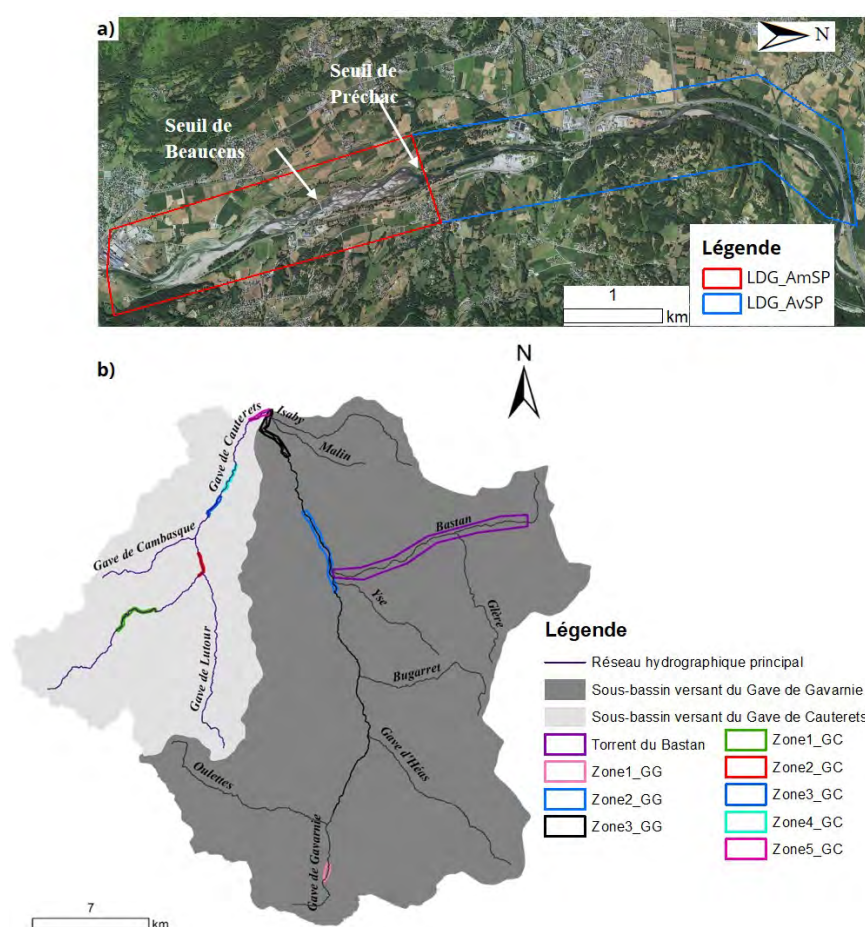 a)
N
Seuil de
Préchac
Seuil de
Beaucens
Légende
LDG_AmSP
LDG_AvSP
1
km
b)
N
Isaby
Gave de Cauterets
Malin
Bastan
Gave de Cambasque
Yse
Glère
Gave de Lutour
Bugarret
Gave d'Héas
Oulettes
Gave de Gavarnie
7
km
Légende
Réseau hydrographique principal
Sous-bassin versant du Gave de Gavarnie
Sous-bassin versant du Gave de Cauterets
Torrent du Bastan
Zone1_GG
Zone2_GG
Zone3_GG
Zone1_GC
Zone2_GC
Zone3_GC
Zone4_GC
Zone5_GC